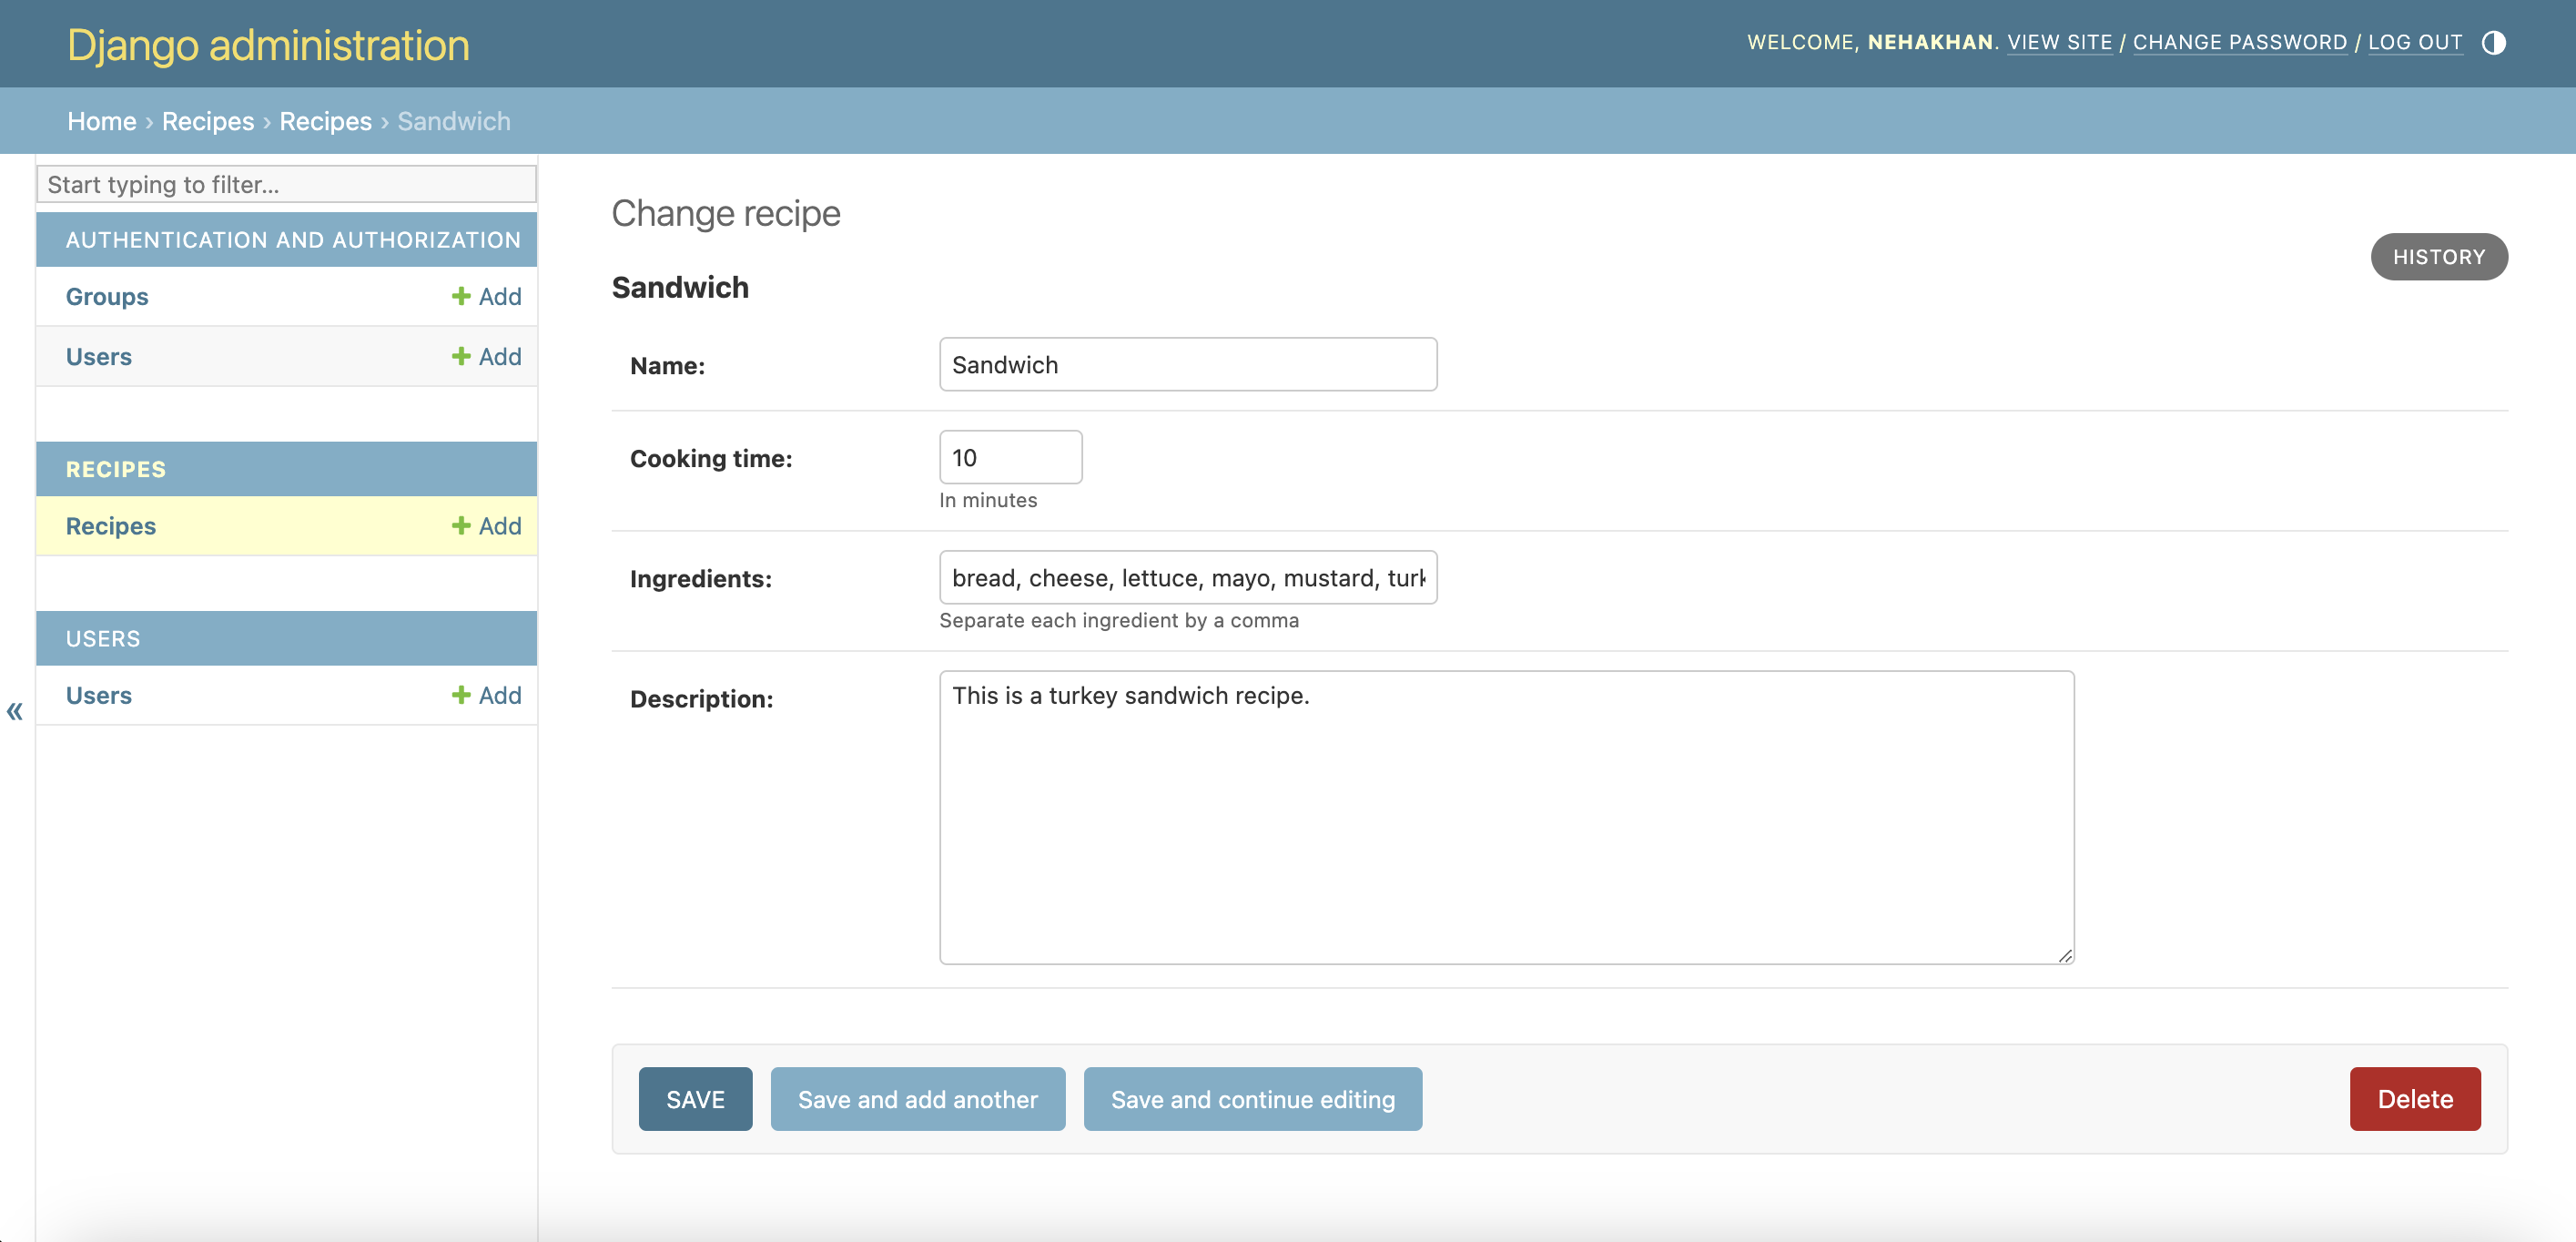 Django administration
WELCOME, NEHAKHAN. VIEW SITE / CHANGE PASSWORD / LOG OUT
Home › Recipes › Recipes › Sandwich
Start typing to filter...
AUTHENTICATION AND AUTHORIZATION
Groups + Add
Users + Add
RECIPES
Recipes + Add
USERS
Users + Add
«
Change recipe
HISTORY
Sandwich
Name: Sandwich
Cooking time: 10
In minutes
Ingredients: bread, cheese, lettuce, mayo, mustard, turk
Separate each ingredient by a comma
Description: This is a turkey sandwich recipe.
SAVE Save and add another Save and continue editing Delete